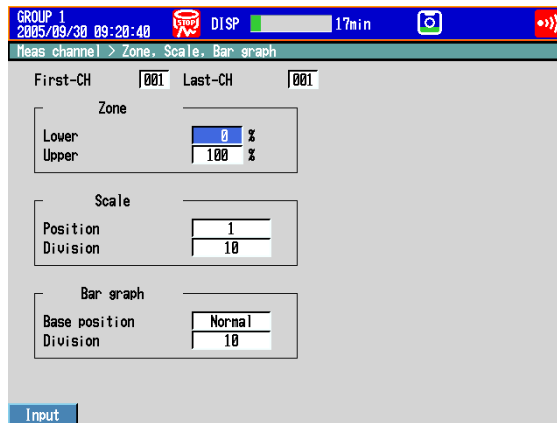 GROUP 1
2005/09/30 09:20:40 STOP DISP 17min
Meas channel > Zone, Scale, Bar graph
First-CH 001 Last-CH 001
Zone
Lower 0 %
Upper 100 %
Scale
Position 1
Division 10
Bar graph
Base position Normal
Division 10
Input